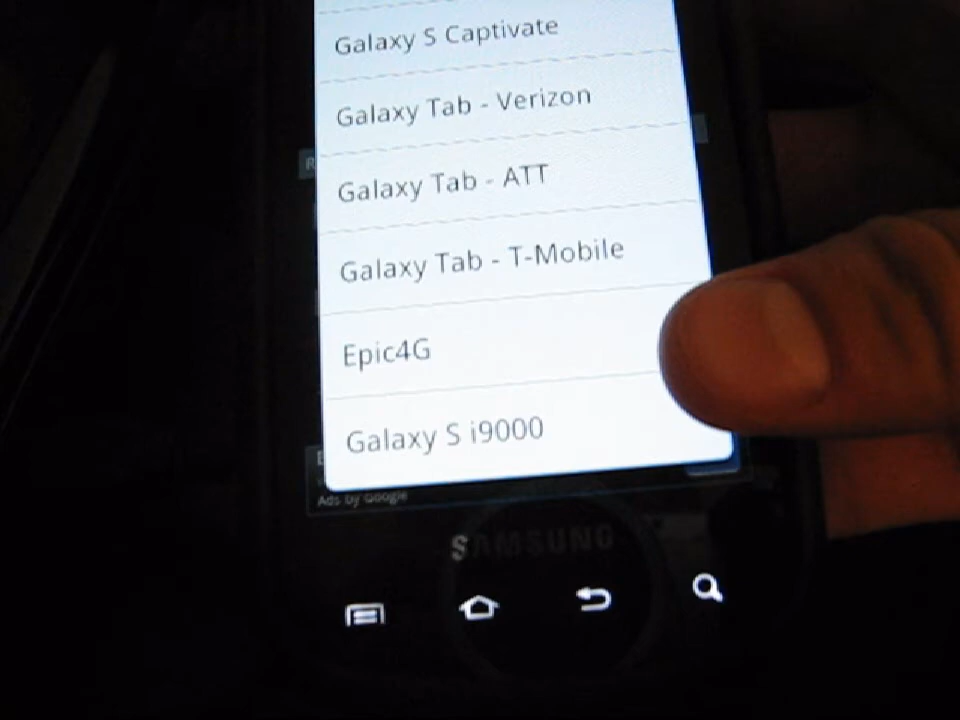 Galaxy S Captivate
Galaxy Tab - Verizon
Galaxy Tab - ATT
Galaxy Tab - T-Mobile
Epic4G
Galaxy S i9000
Ads by Google
SAMSUNG